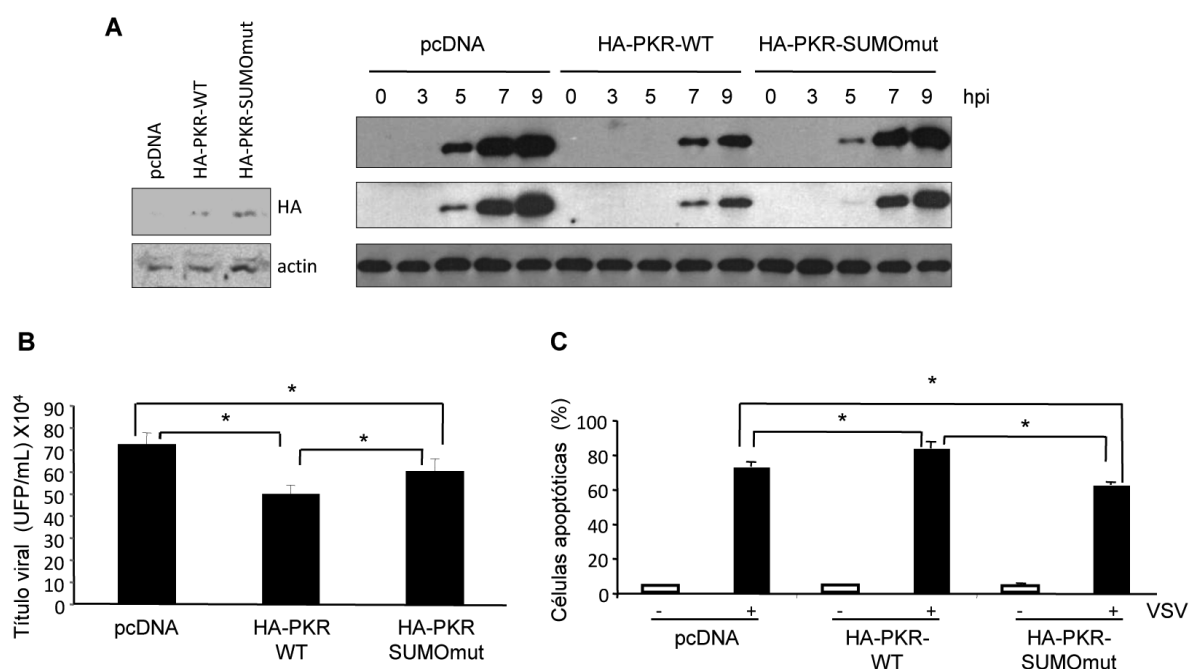 A
pcDNA
HA-PKR-WT
HA-PKR-SUMOmut
HA
actin
pcDNA HA-PKR-WT HA-PKR-SUMOmut
0 3 5 7 9 0 3 5 7 9 0 3 5 7 9 hpi
B
Título viral (UFP/mL) X10⁴
90
80
70
60
50
40
30
20
10
0
* * *
pcDNA HA-PKR WT HA-PKR SUMOmut
C
Células apoptóticas (%)
100
80
60
40
20
0
* * *
- + - + - + VSV
pcDNA HA-PKR-WT HA-PKR-SUMOmut